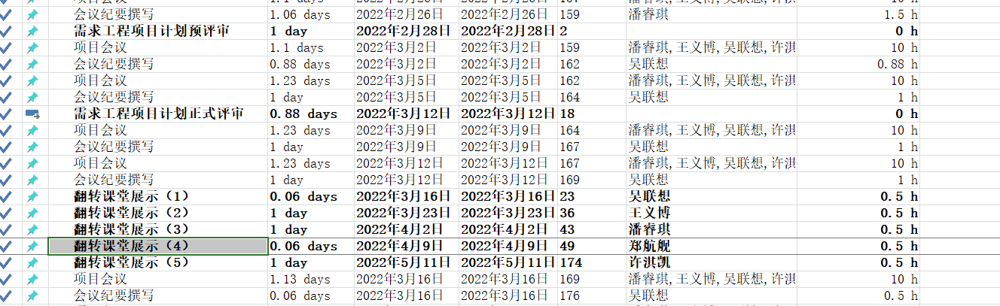 会议纪要撰写 1.06 days 2022年2月26日 2022年2月26日 159 潘睿琪 1.5 h
需求工程项目计划预评审 1 day 2022年2月28日 2022年2月28日 2 0 h
项目会议 1.1 days 2022年3月2日 2022年3月2日 159 潘睿琪,王义博,吴联想,许淇 10 h
会议纪要撰写 0.88 days 2022年3月2日 2022年3月2日 162 吴联想 0.88 h
项目会议 1.23 days 2022年3月5日 2022年3月5日 162 潘睿琪,王义博,吴联想,许淇 10 h
会议纪要撰写 1 day 2022年3月5日 2022年3月5日 164 吴联想 1 h
需求工程项目计划正式评审 0.88 days 2022年3月12日 2022年3月12日 18 0 h
项目会议 1.23 days 2022年3月9日 2022年3月9日 164 潘睿琪,王义博,吴联想,许淇 10 h
会议纪要撰写 1 day 2022年3月9日 2022年3月9日 167 吴联想 1 h
项目会议 1.23 days 2022年3月12日 2022年3月12日 167 潘睿琪,王义博,吴联想,许淇 10 h
会议纪要撰写 1 day 2022年3月12日 2022年3月12日 169 吴联想 1 h
翻转课堂展示（1） 0.06 days 2022年3月16日 2022年3月16日 23 吴联想 0.5 h
翻转课堂展示（2） 1 day 2022年3月23日 2022年3月23日 36 王义博 0.5 h
翻转课堂展示（3） 1 day 2022年4月2日 2022年4月2日 43 潘睿琪 0.5 h
翻转课堂展示（4） 0.06 days 2022年4月9日 2022年4月9日 49 郑航舰 0.5 h
翻转课堂展示（5） 1 day 2022年5月11日 2022年5月11日 174 许淇凯 0.5 h
项目会议 1.13 days 2022年3月16日 2022年3月16日 169 潘睿琪,王义博,吴联想,许淇 10 h
会议纪要撰写 0.06 days 2022年3月16日 2022年3月16日 176 吴联想 0.5 h